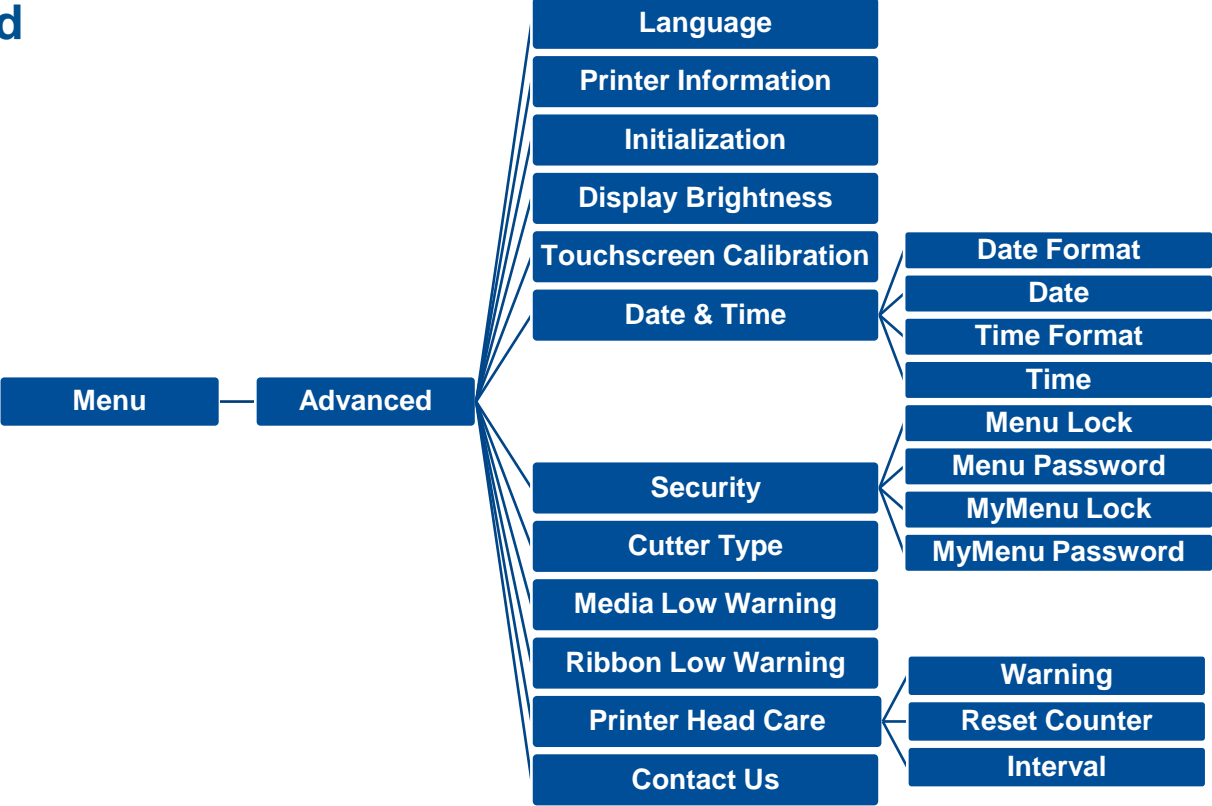 d
Language
Printer Information
Initialization
Display Brightness
Touchscreen Calibration
Date & Time
Date Format
Date
Time Format
Time
Menu
Advanced
Security
Menu Lock
Menu Password
MyMenu Lock
MyMenu Password
Cutter Type
Media Low Warning
Ribbon Low Warning
Printer Head Care
Warning
Reset Counter
Interval
Contact Us